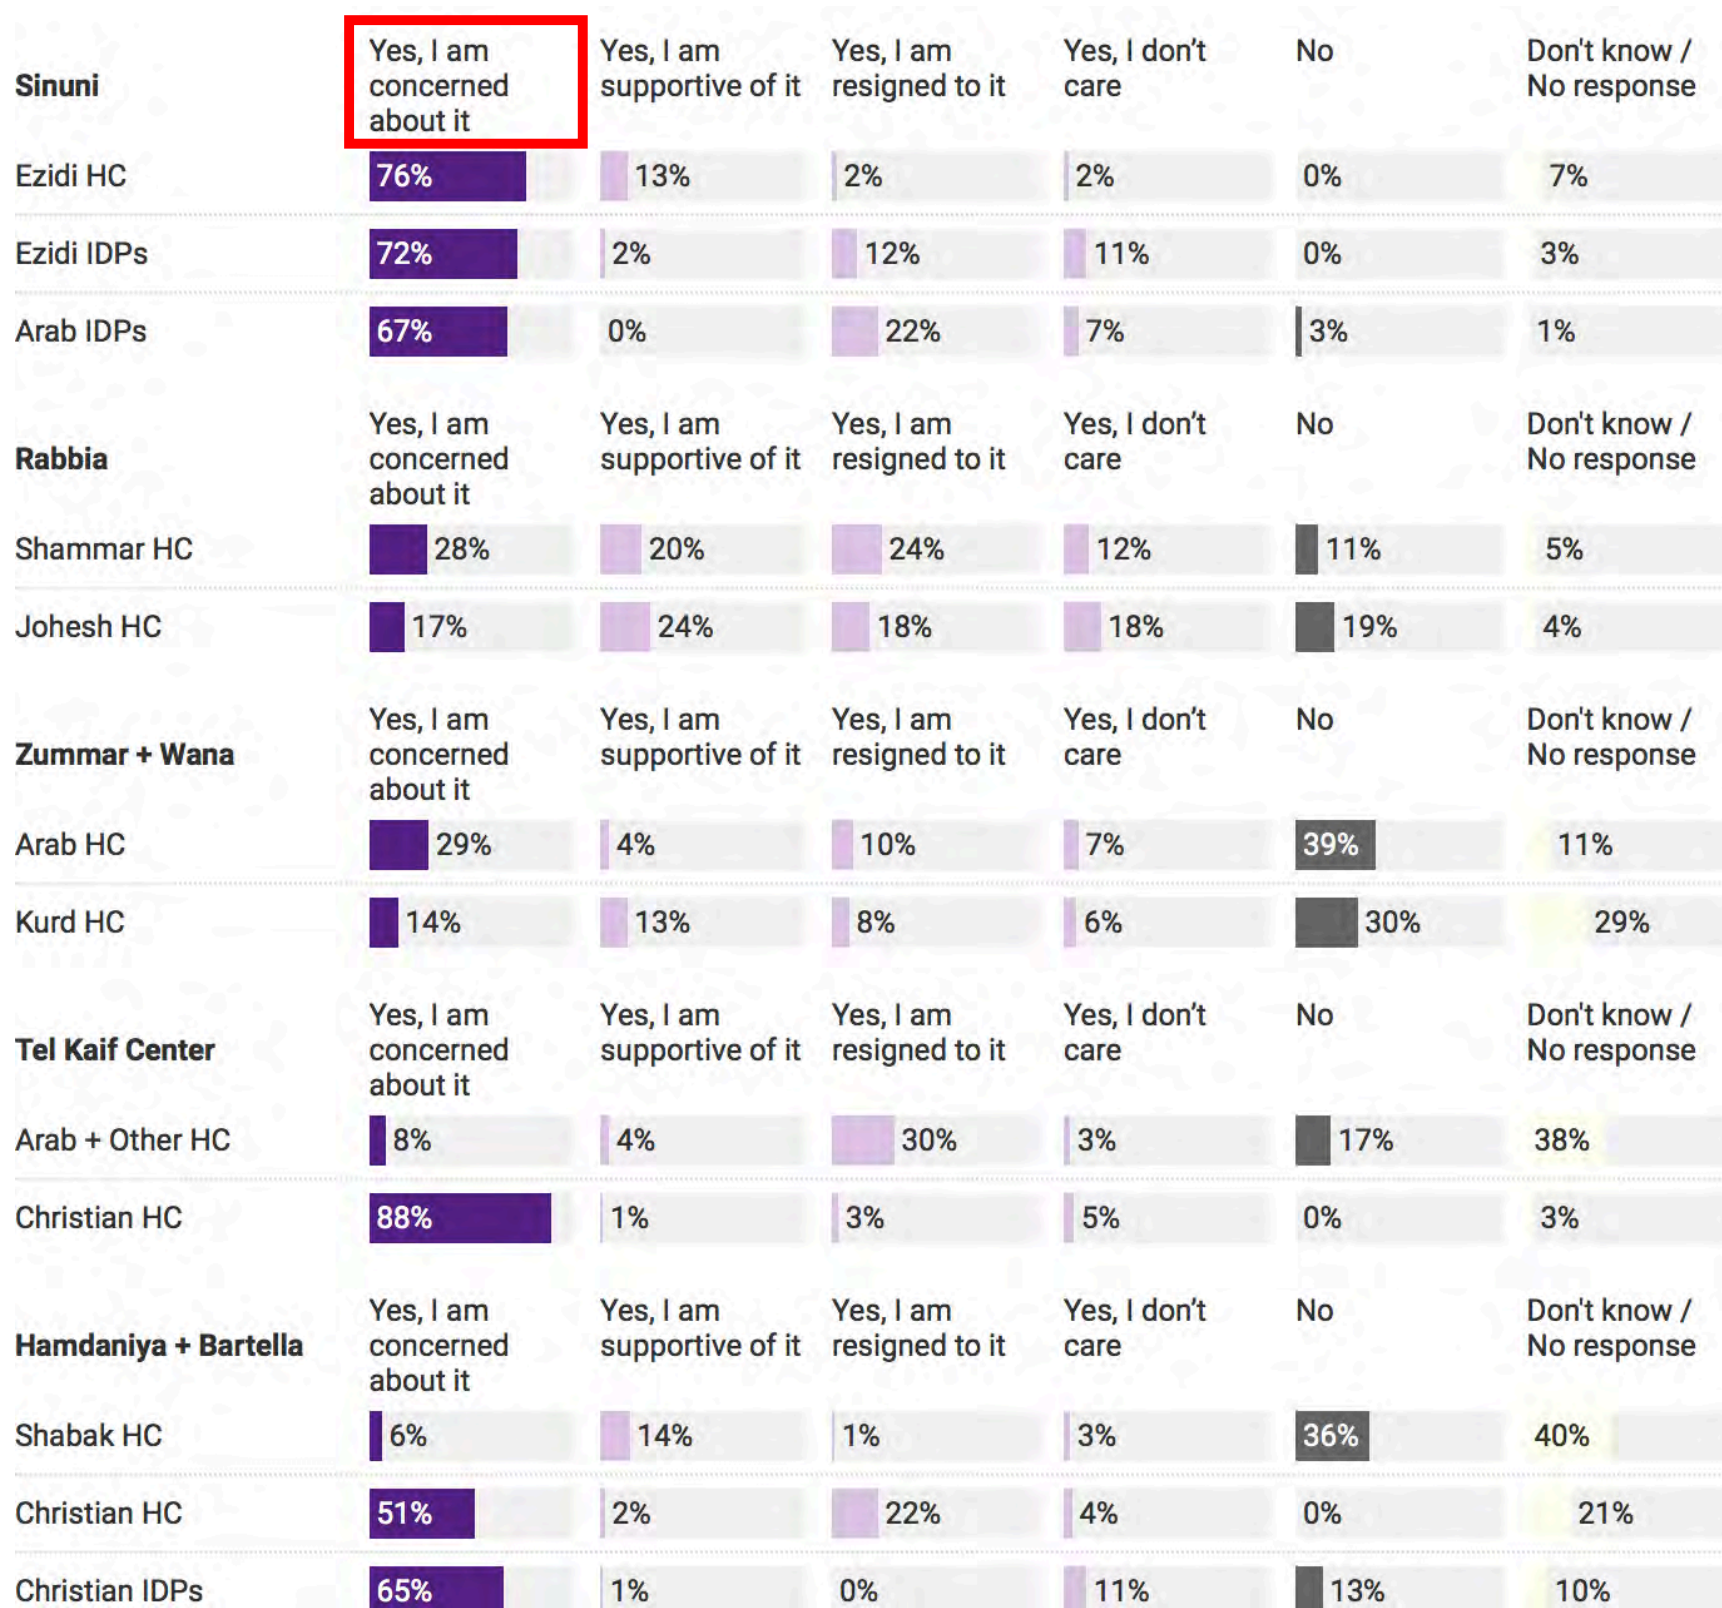 Sinuni
Yes, I am concerned about it
Yes, I am supportive of it
Yes, I am resigned to it
Yes, I don't care
No
Don't know / No response
Ezidi HC 76% 13% 2% 2% 0% 7%
Ezidi IDPs 72% 2% 12% 11% 0% 3%
Arab IDPs 67% 0% 22% 7% 3% 1%
Rabbia
Yes, I am concerned about it
Yes, I am supportive of it
Yes, I am resigned to it
Yes, I don't care
No
Don't know / No response
Shammar HC 28% 20% 24% 12% 11% 5%
Johesh HC 17% 24% 18% 18% 19% 4%
Zummar + Wana
Yes, I am concerned about it
Yes, I am supportive of it
Yes, I am resigned to it
Yes, I don't care
No
Don't know / No response
Arab HC 29% 4% 10% 7% 39% 11%
Kurd HC 14% 13% 8% 6% 30% 29%
Tel Kaif Center
Yes, I am concerned about it
Yes, I am supportive of it
Yes, I am resigned to it
Yes, I don't care
No
Don't know / No response
Arab + Other HC 8% 4% 30% 3% 17% 38%
Christian HC 88% 1% 3% 5% 0% 3%
Hamdaniya + Bartella
Yes, I am concerned about it
Yes, I am supportive of it
Yes, I am resigned to it
Yes, I don't care
No
Don't know / No response
Shabak HC 6% 14% 1% 3% 36% 40%
Christian HC 51% 2% 22% 4% 0% 21%
Christian IDPs 65% 1% 0% 11% 13% 10%